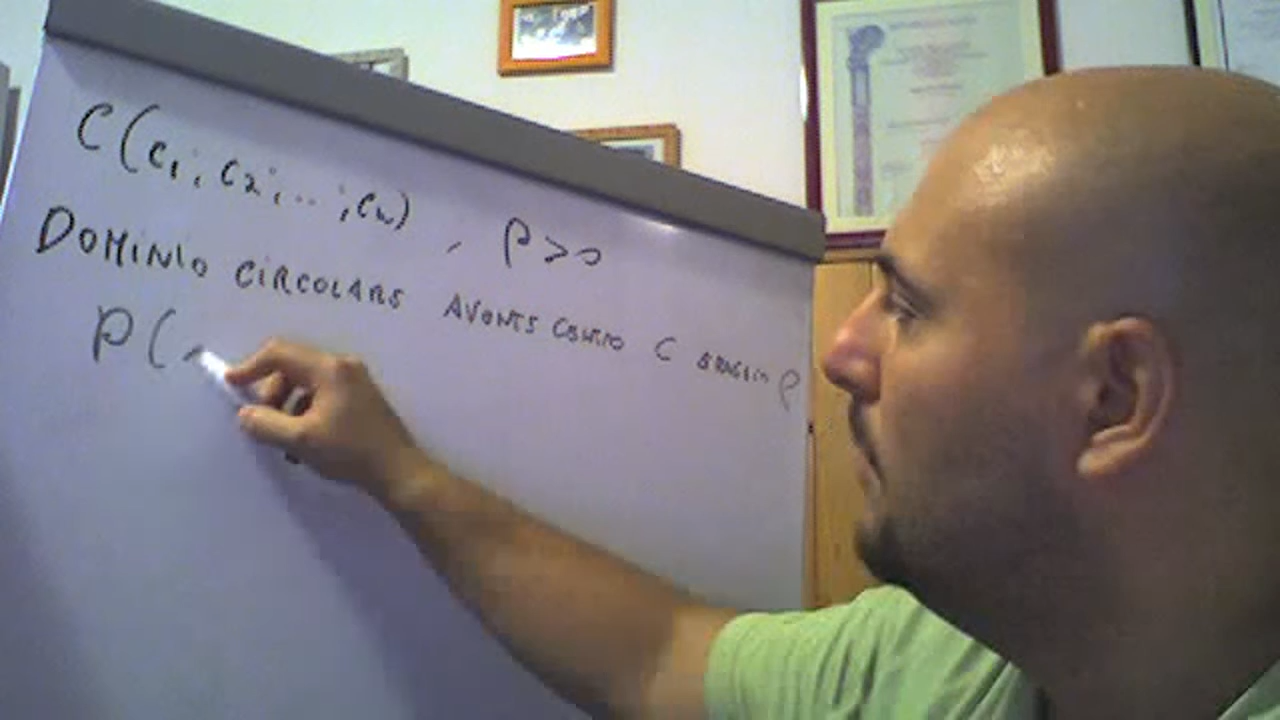 C(c₁; c₂; ...; cₙ), ρ>0
DOMINIO CIRCOLARE AVENTE CENTRO C E RAGGIO ρ
P(